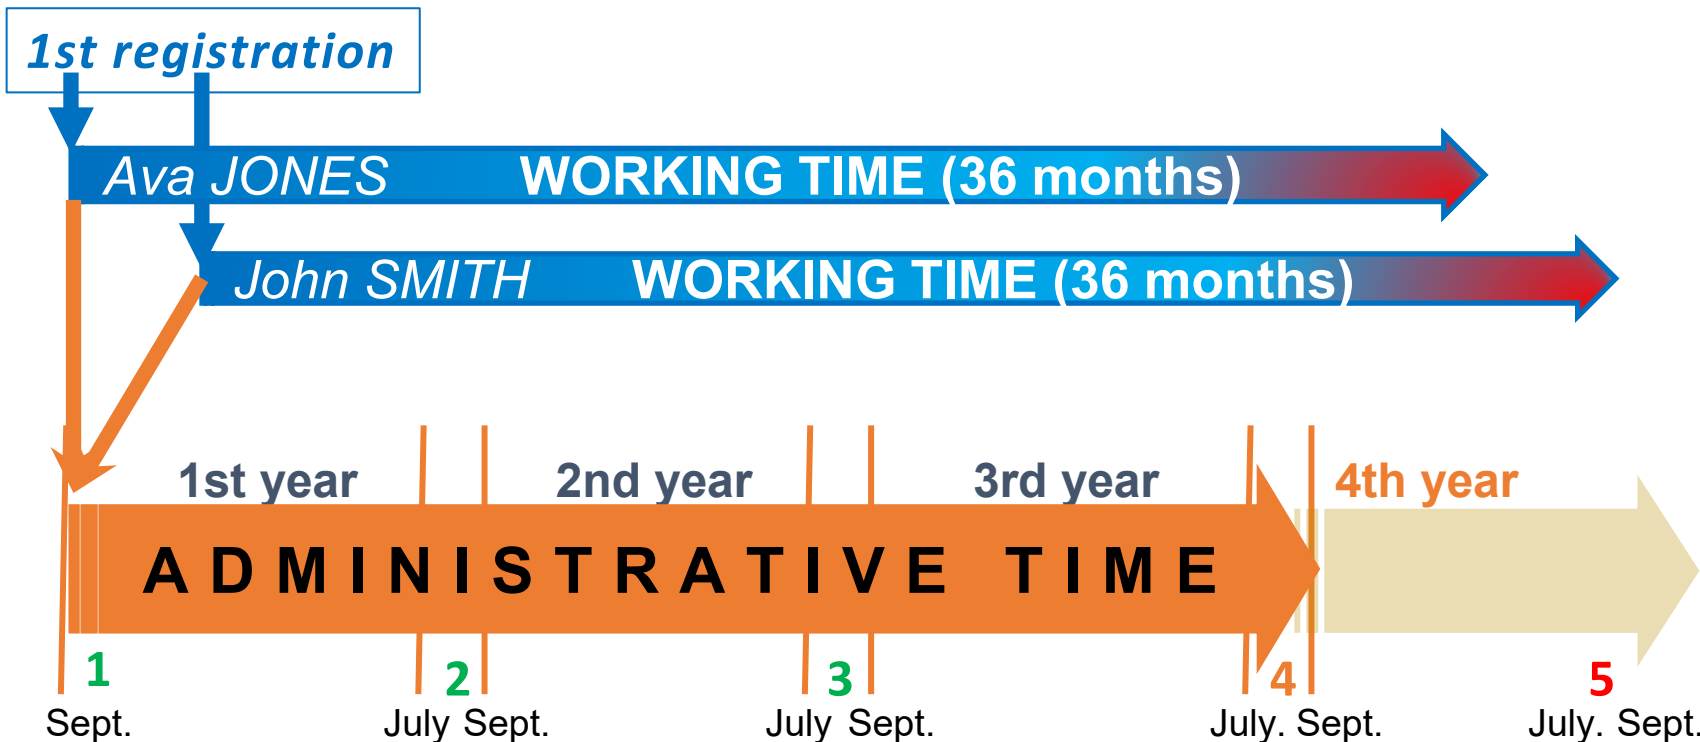 1st registration
Ava JONES WORKING TIME (36 months)
John SMITH WORKING TIME (36 months)
1st year 2nd year 3rd year 4th year
ADMINISTRATIVE TIME
1 2 3 4 5
Sept. July Sept. July Sept. July. Sept. July. Sept.